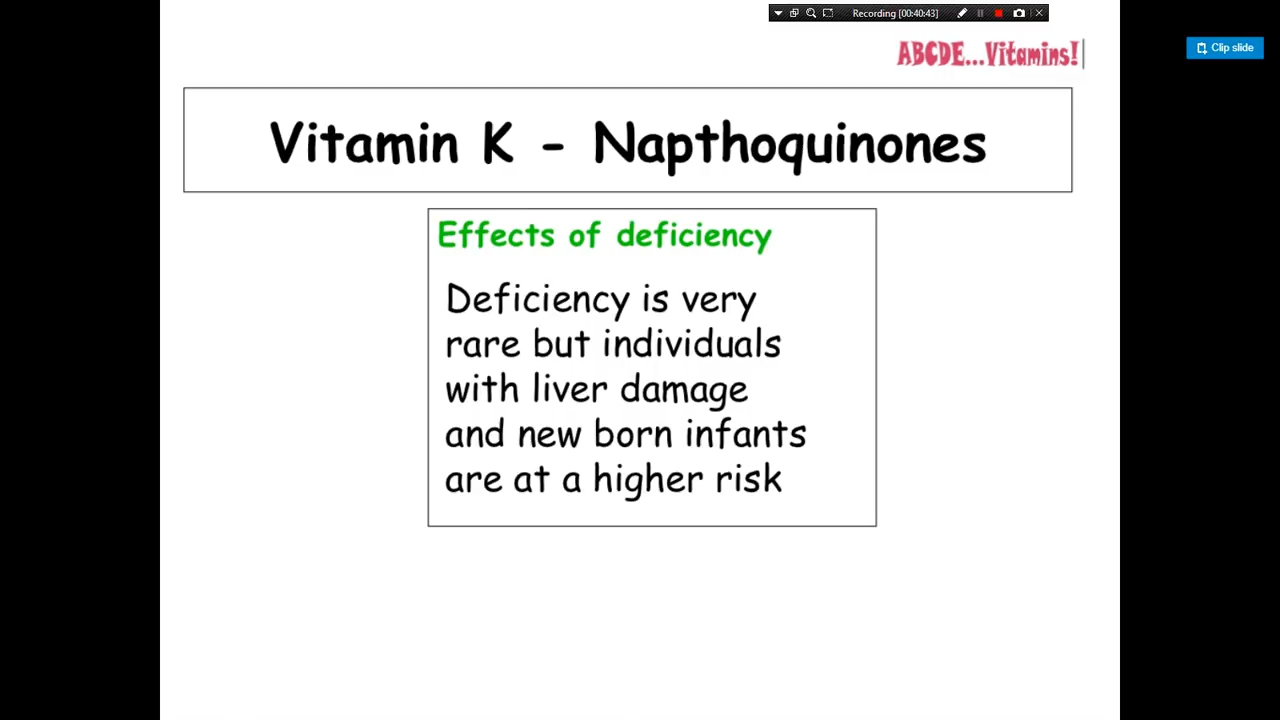 Recording [00:40:43]
ABCDE...Vitamins!
Clip slide
Vitamin K - Napthoquinones
Effects of deficiency
Deficiency is very
rare but individuals
with liver damage
and new born infants
are at a higher risk